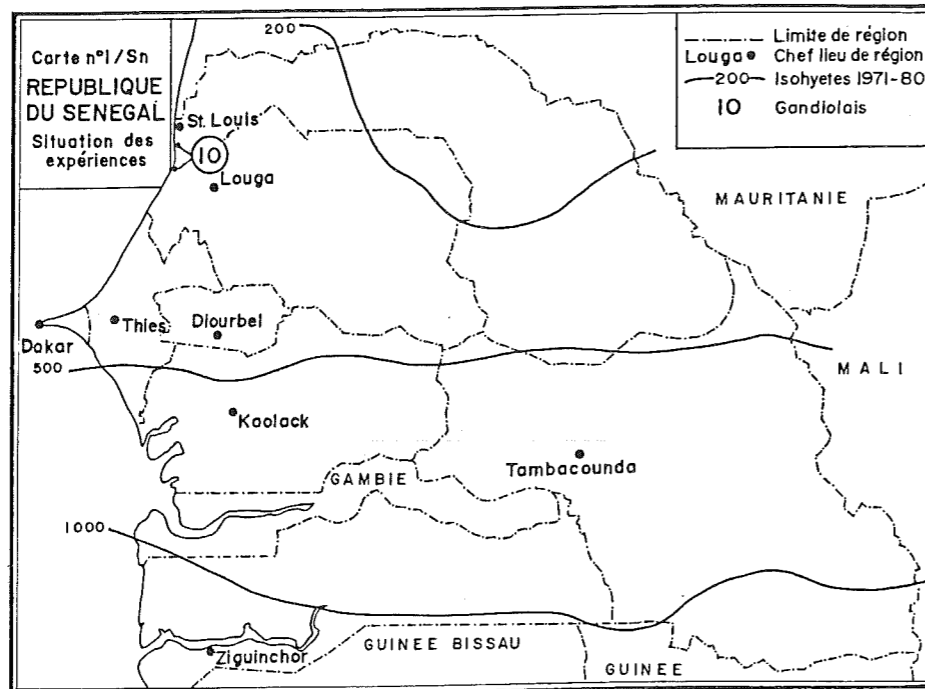 Carte n°1/Sn
REPUBLIQUE
DU SENEGAL
Situation des
expériences
200
Limite de région
Louga Chef lieu de région
200 Isohyetes 1971-80
10 Gandiolais
St. Louis
10
Louga
MAURITANIE
Thies
Diourbel
Dakar
500
MALI
Kaolack
Tambacounda
GAMBIE
1000
GUINEE BISSAU
Ziguinchor
GUINEE